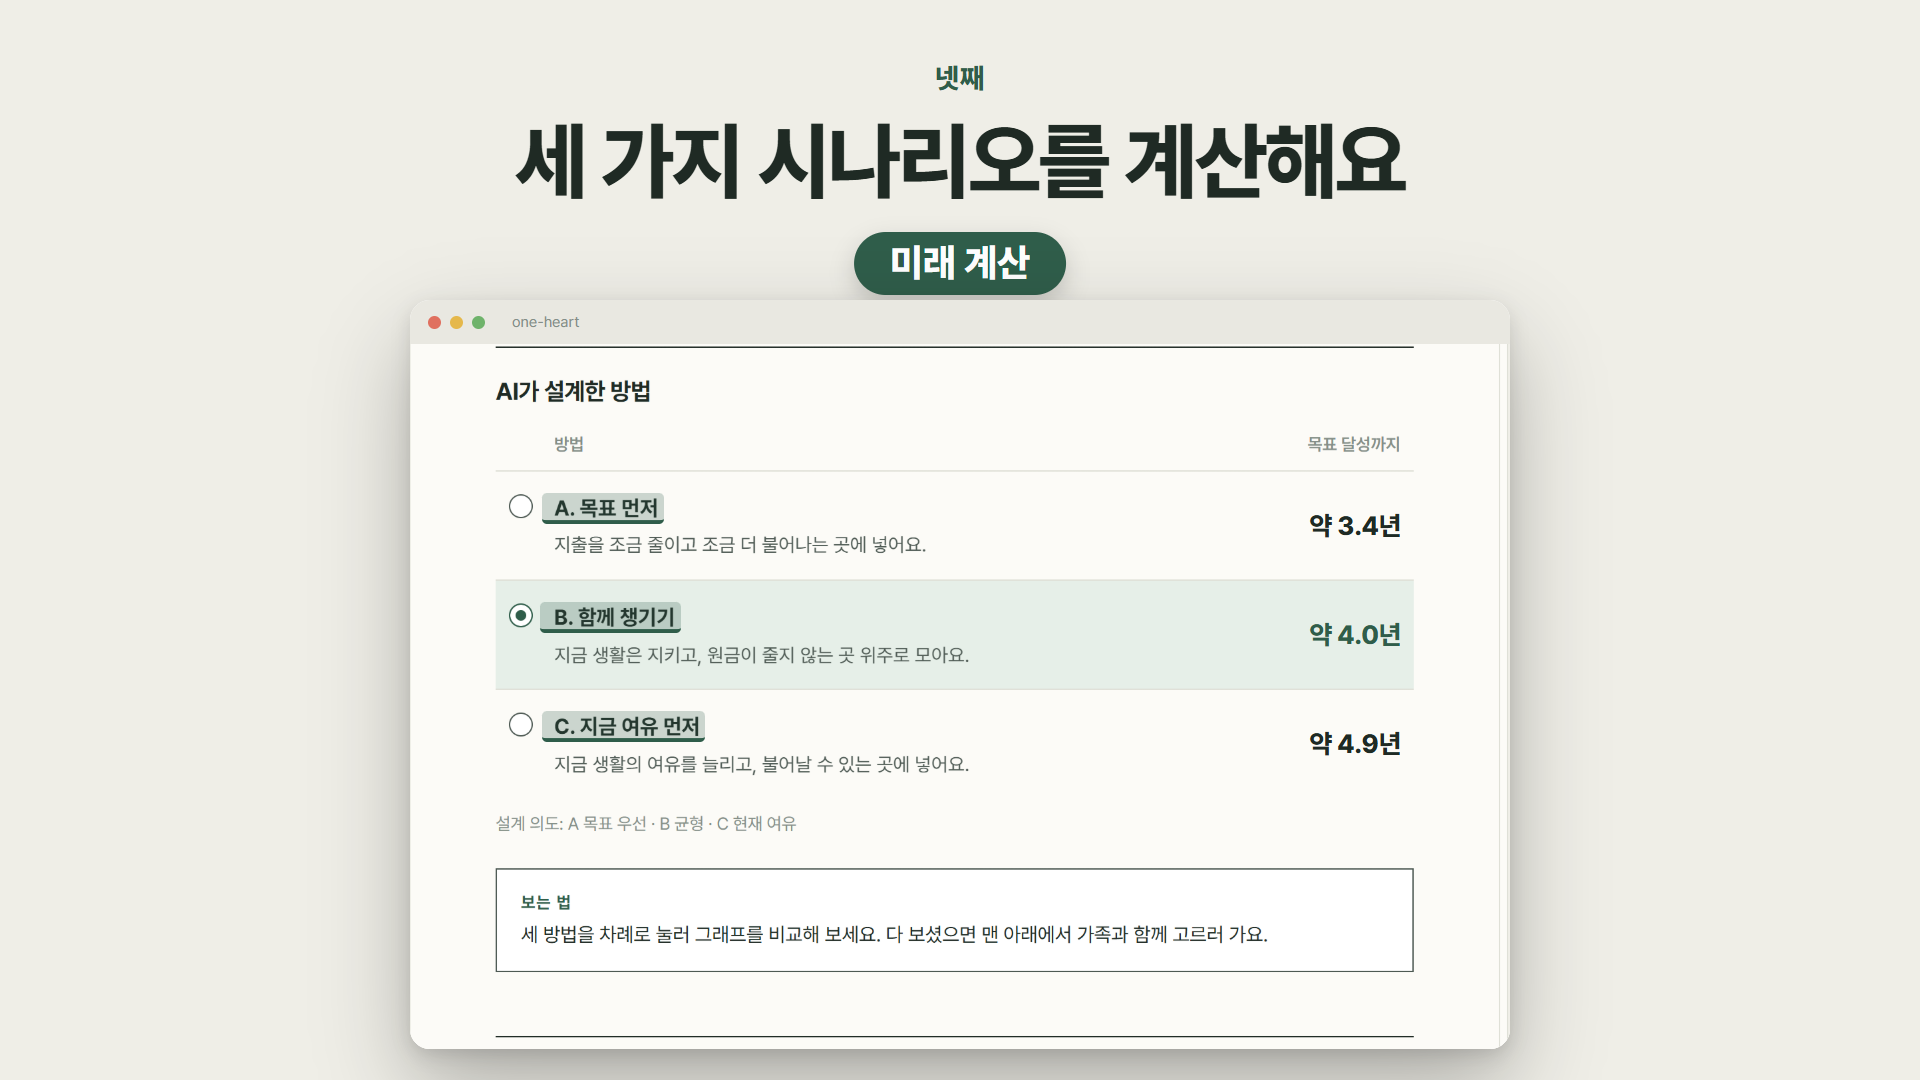 넷째
세 가지 시나리오를 계산해요
미래 계산
one-heart
AI가 설계한 방법
방법 목표 달성까지
A. 목표 먼저
지출을 조금 줄이고 조금 더 불어나는 곳에 넣어요.
약 3.4년
B. 함께 챙기기
지금 생활은 지키고, 원금이 줄지 않는 곳 위주로 모아요.
약 4.0년
C. 지금 여유 먼저
지금 생활의 여유를 늘리고, 불어날 수 있는 곳에 넣어요.
약 4.9년
설계 의도: A 목표 우선 · B 균형 · C 현재 여유
보는 법
세 방법을 차례로 눌러 그래프를 비교해 보세요. 다 보셨으면 맨 아래에서 가족과 함께 고르러 가요.